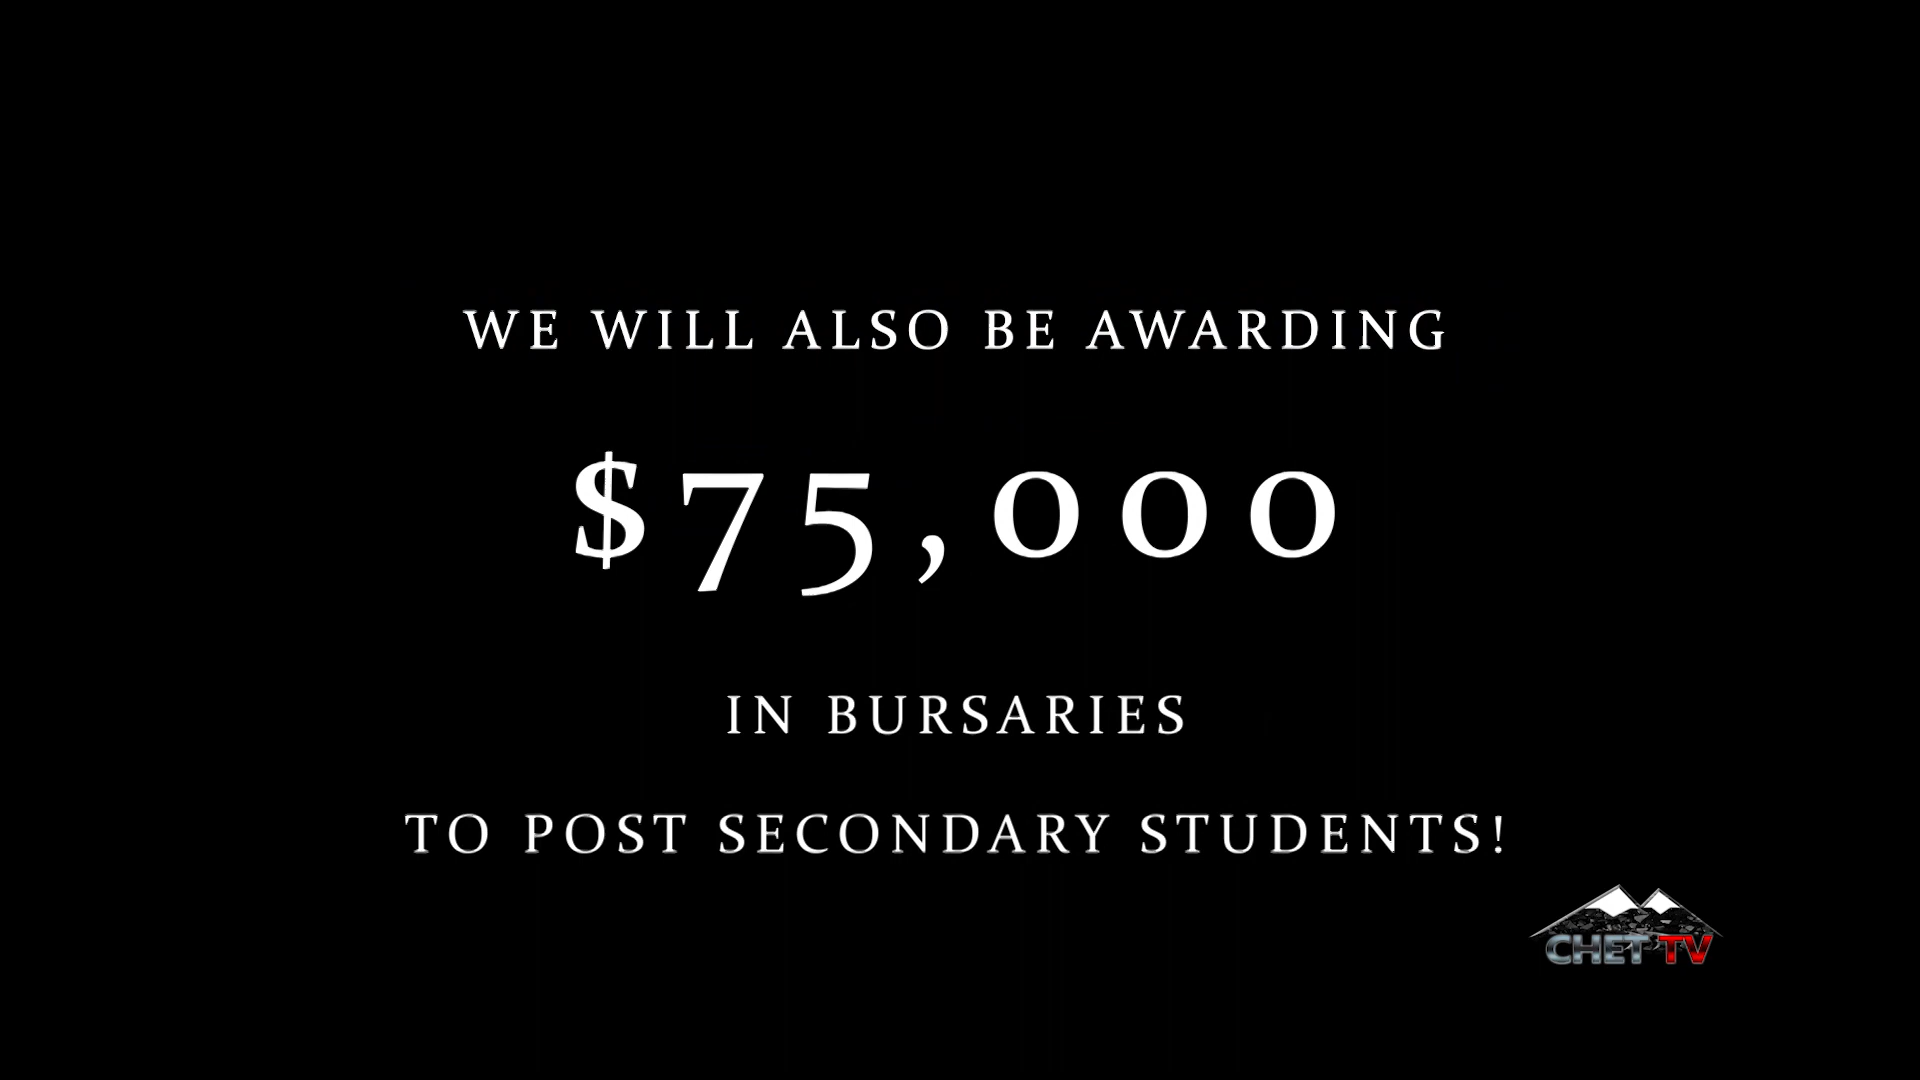 WE WILL ALSO BE AWARDING
$75,000
IN BURSARIES
TO POST SECONDARY STUDENTS!
CHET TV